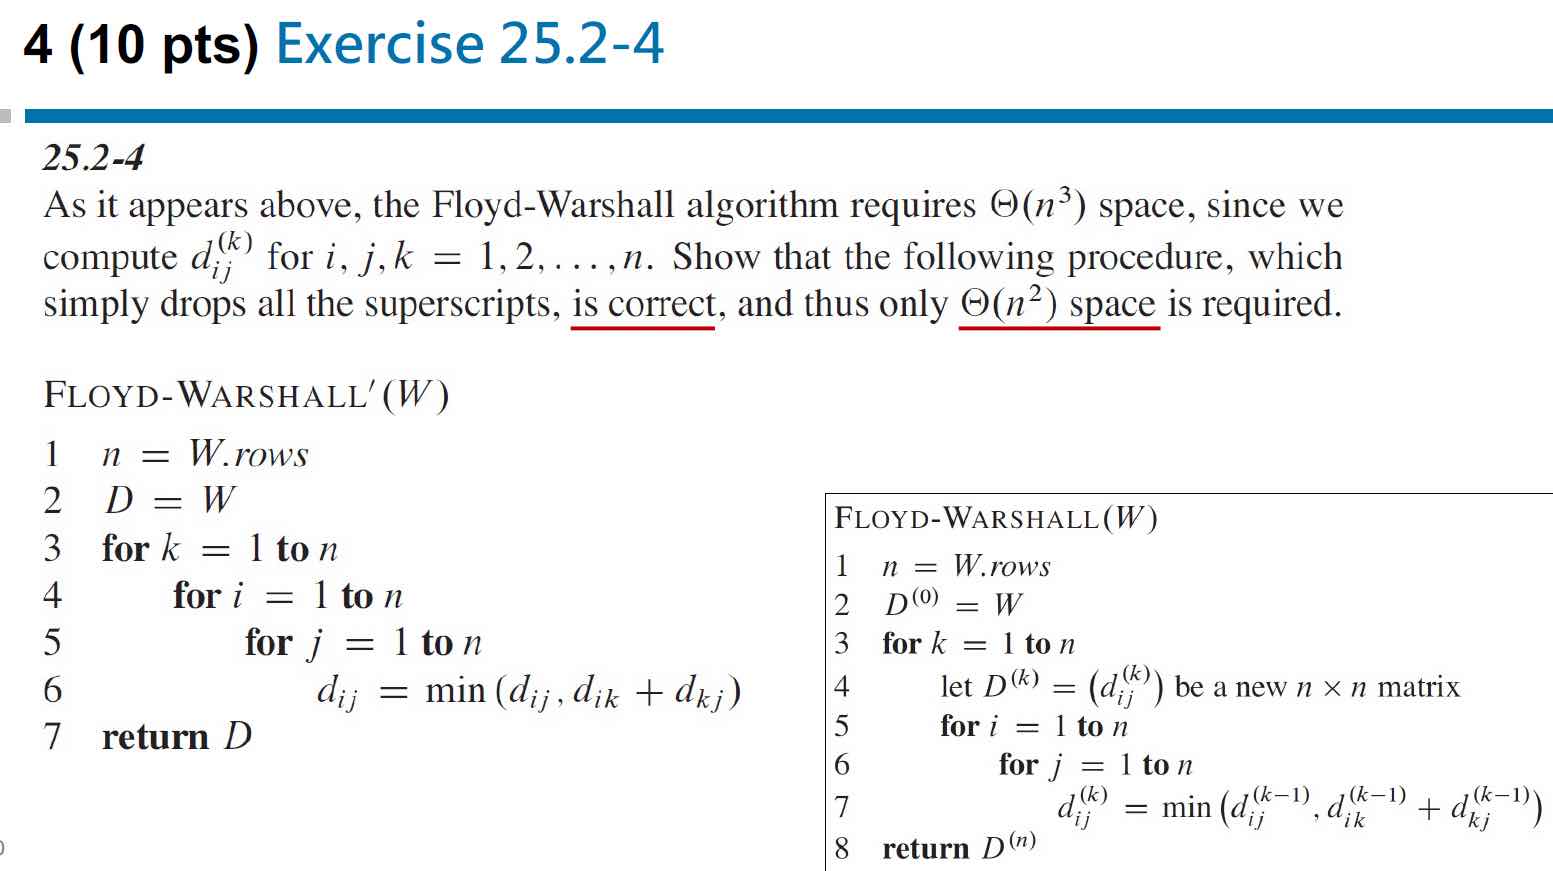 4 (10 pts) Exercise 25.2-4
25.2-4
As it appears above, the Floyd-Warshall algorithm requires Θ(n³) space, since we
compute d_{ij}^{(k)} for i, j, k = 1, 2, . . . , n. Show that the following procedure, which
simply drops all the superscripts, is correct, and thus only Θ(n²) space is required.
FLOYD-WARSHALL′(W)
1 n = W.rows
2 D = W
3 for k = 1 to n
4 for i = 1 to n
5 for j = 1 to n
6 d_{ij} = min (d_{ij}, d_{ik} + d_{kj})
7 return D
FLOYD-WARSHALL(W)
1 n = W.rows
2 D^{(0)} = W
3 for k = 1 to n
4 let D^{(k)} = (d_{ij}^{(k)}) be a new n × n matrix
5 for i = 1 to n
6 for j = 1 to n
7 d_{ij}^{(k)} = min (d_{ij}^{(k−1)}, d_{ik}^{(k−1)} + d_{kj}^{(k−1)})
8 return D^{(n)}